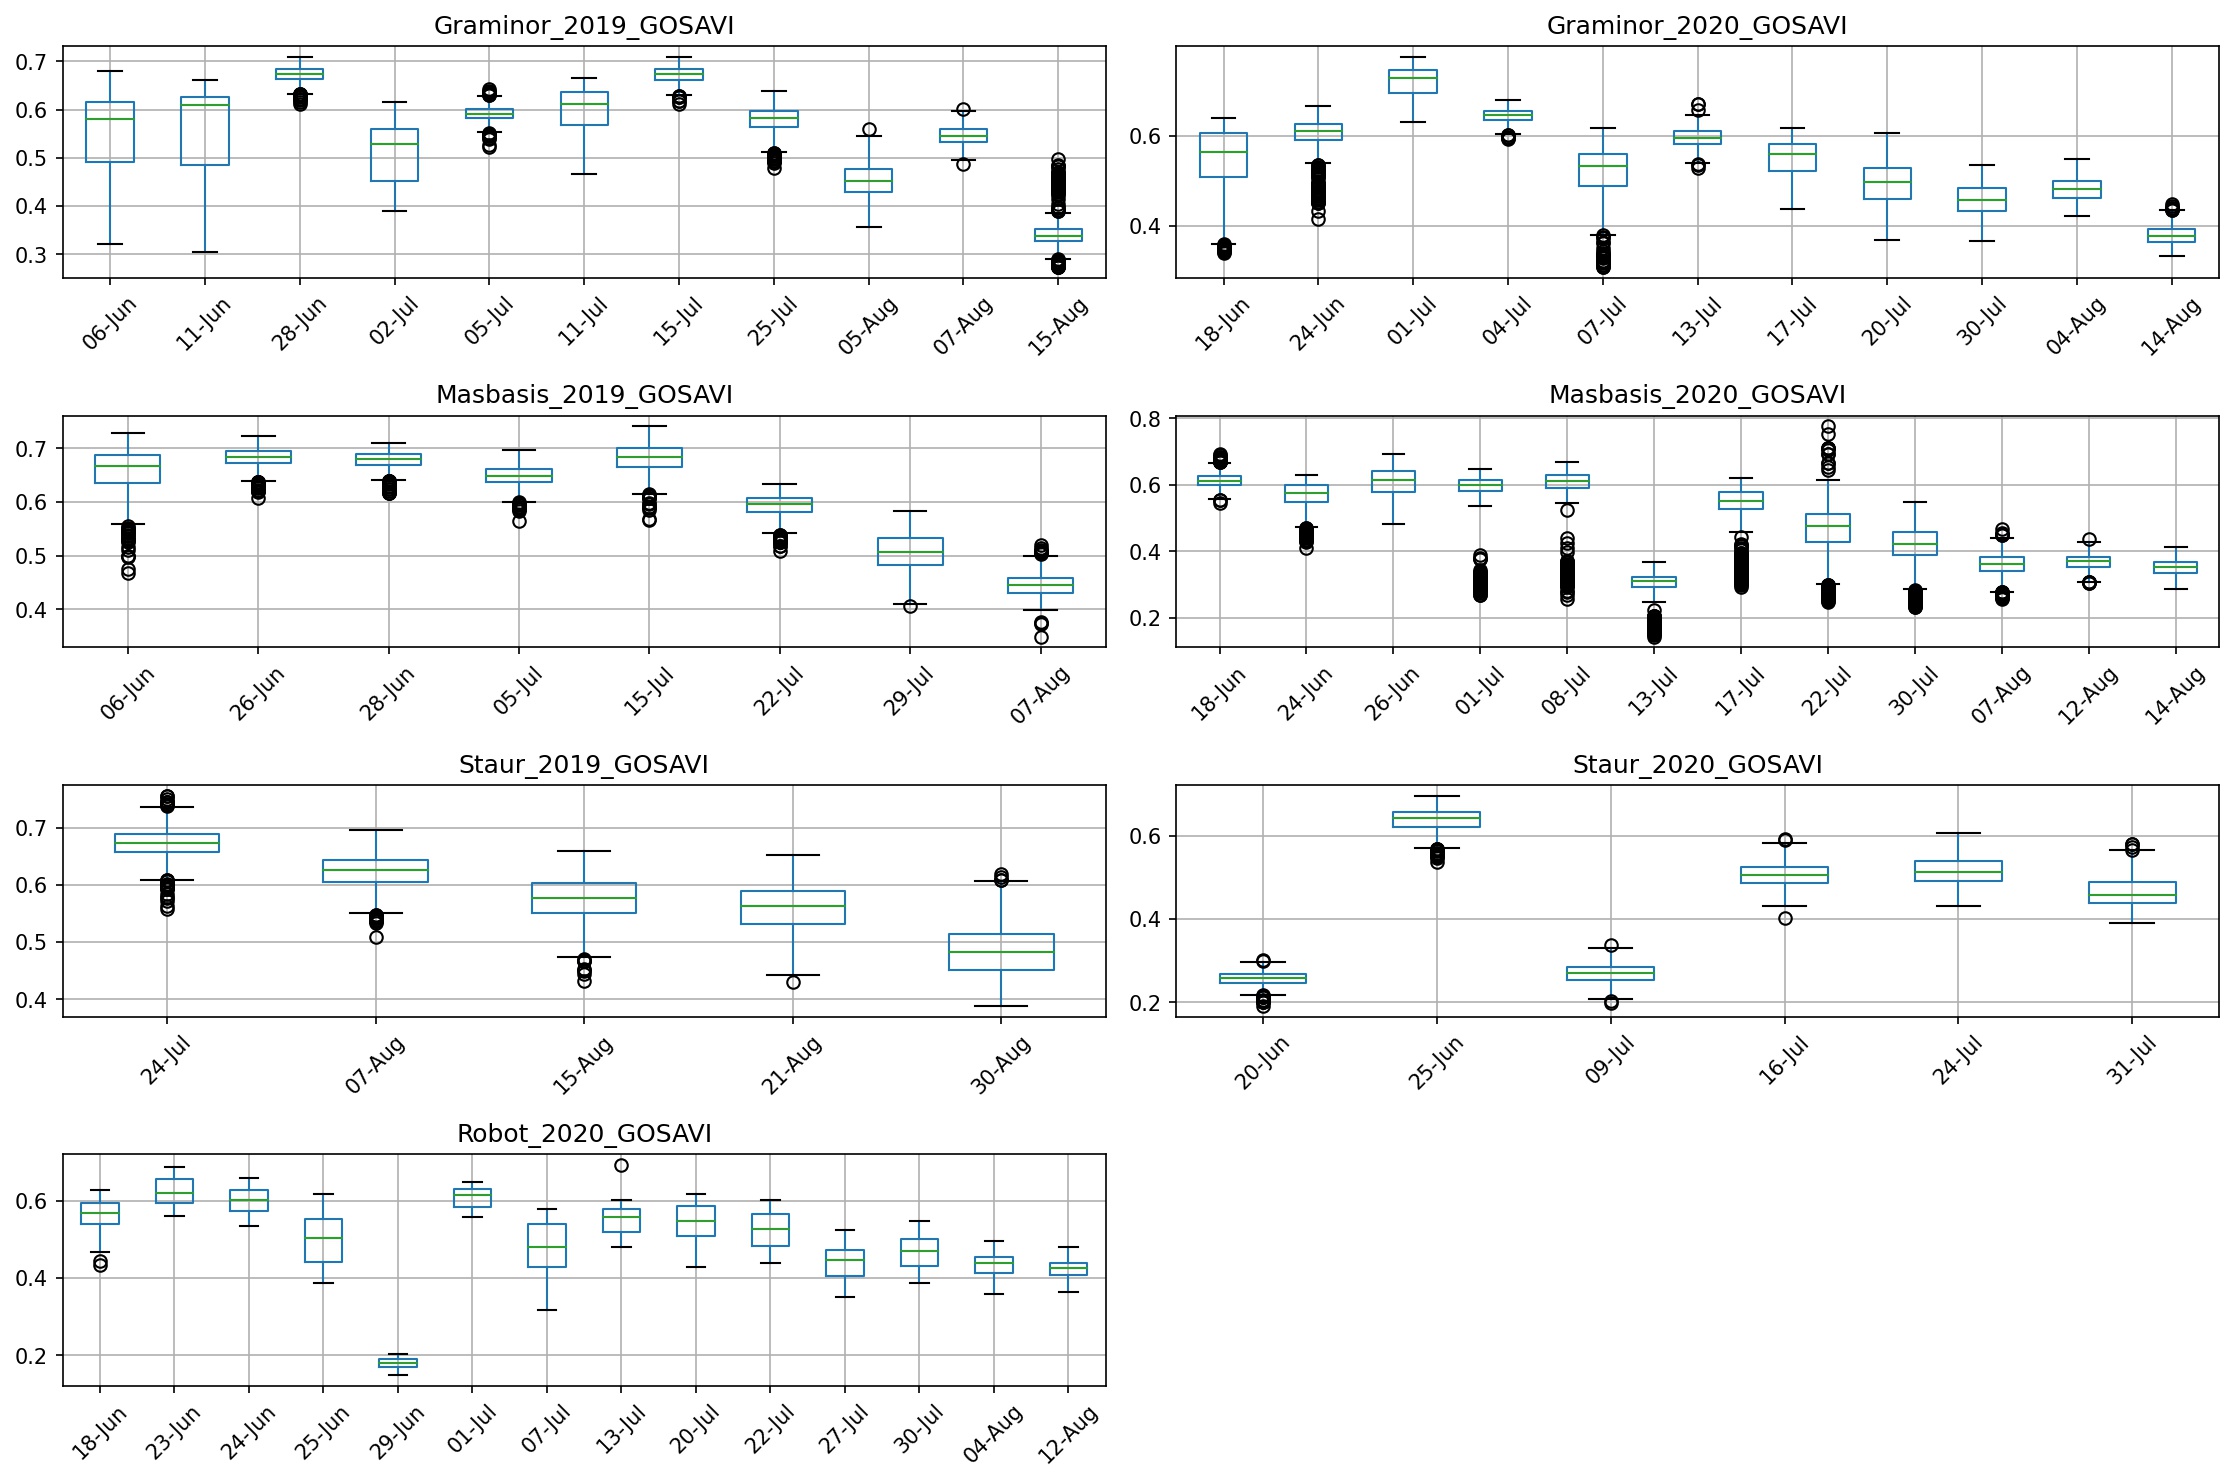 Graminor_2019_GOSAVI
0.7
0.6
0.5
0.4
0.3
06-Jun 11-Jun 28-Jun 02-Jul 05-Jul 11-Jul 15-Jul 25-Jul 05-Aug 07-Aug 15-Aug
Graminor_2020_GOSAVI
0.6
0.4
18-Jun 24-Jun 01-Jul 04-Jul 07-Jul 13-Jul 17-Jul 20-Jul 30-Jul 04-Aug 14-Aug
Masbasis_2019_GOSAVI
0.7
0.6
0.5
0.4
06-Jun 26-Jun 28-Jun 05-Jul 15-Jul 22-Jul 29-Jul 07-Aug
Masbasis_2020_GOSAVI
0.8
0.6
0.4
0.2
18-Jun 24-Jun 26-Jun 01-Jul 08-Jul 13-Jul 17-Jul 22-Jul 30-Jul 07-Aug 12-Aug 14-Aug
Staur_2019_GOSAVI
0.7
0.6
0.5
0.4
24-Jul 07-Aug 15-Aug 21-Aug 30-Aug
Staur_2020_GOSAVI
0.6
0.4
0.2
20-Jun 25-Jun 09-Jul 16-Jul 24-Jul 31-Jul
Robot_2020_GOSAVI
0.6
0.4
0.2
18-Jun 23-Jun 24-Jun 25-Jun 29-Jun 01-Jul 07-Jul 13-Jul 20-Jul 22-Jul 27-Jul 30-Jul 04-Aug 12-Aug